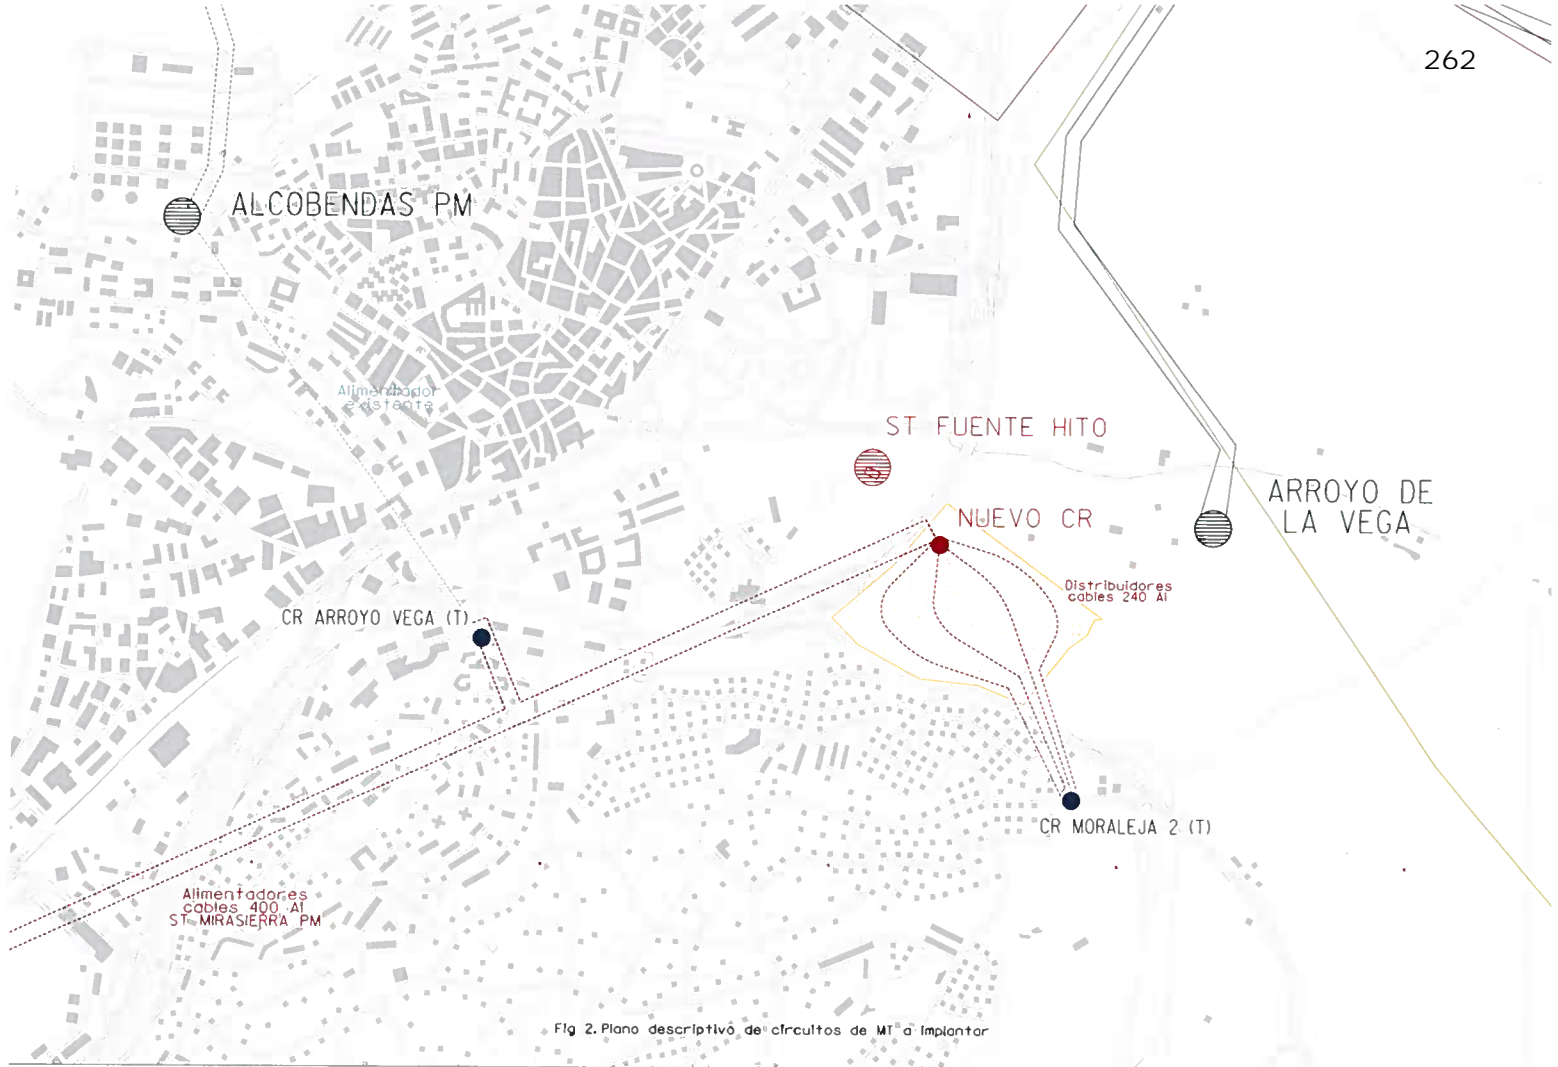 262
ALCOBENDAS PM
Alimentador
existente
ST FUENTE HITO
NUEVO CR
ARROYO DE
LA VEGA
Distribuidores
cables 240 Al
CR ARROYO VEGA (T)
CR MORALEJA 2 (T)
Alimentadores
cables 400 Al
ST MIRASIERRA PM
Fig 2. Plano descriptivo de circuitos de MT a implantar